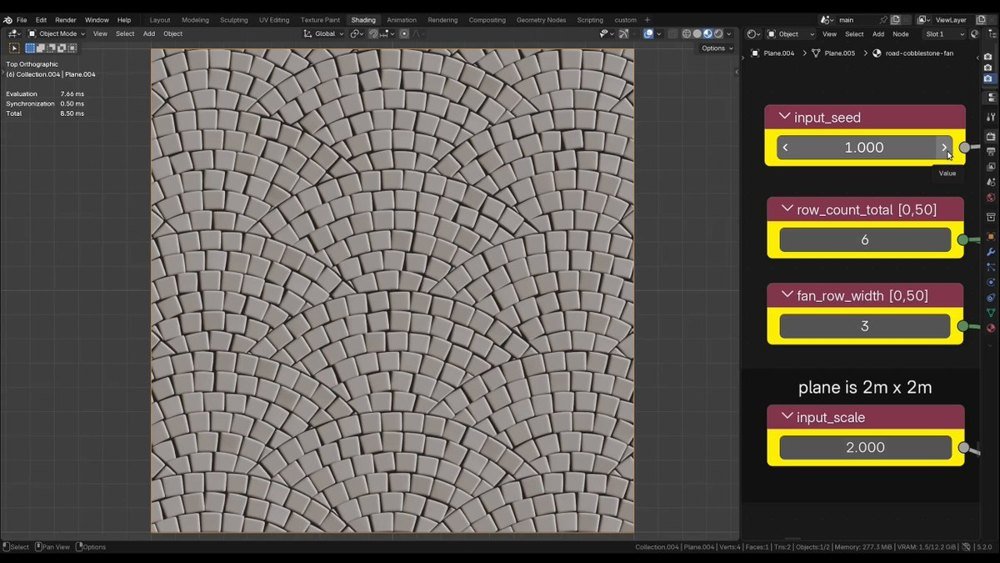 File Edit Render Window Help Layout Modeling Sculpting UV Editing Texture Paint Shading Animation Rendering Compositing Geometry Nodes Scripting custom + main ViewLayer
Object Mode View Select Add Object Global Object View Select Add Node Slot 1
Options
Plane.004 > Plane.005 > road-cobblestone-fan
Top Orthographic
(6) Collection.004 | Plane.004
Evaluation 7.66 ms
Synchronization 0.50 ms
Total 8.50 ms
input_seed
1.000
Value
row_count_total [0,50]
6
fan_row_width [0,50]
3
plane is 2m x 2m
input_scale
2.000
Select Pan View Options Collection.004 | Plane.004 | Verts:4 | Faces:1 | Tris:2 | Objects:1/2 | Memory: 277.3 MiB | VRAM: 1.5/12.2 GiB | 5.2.0